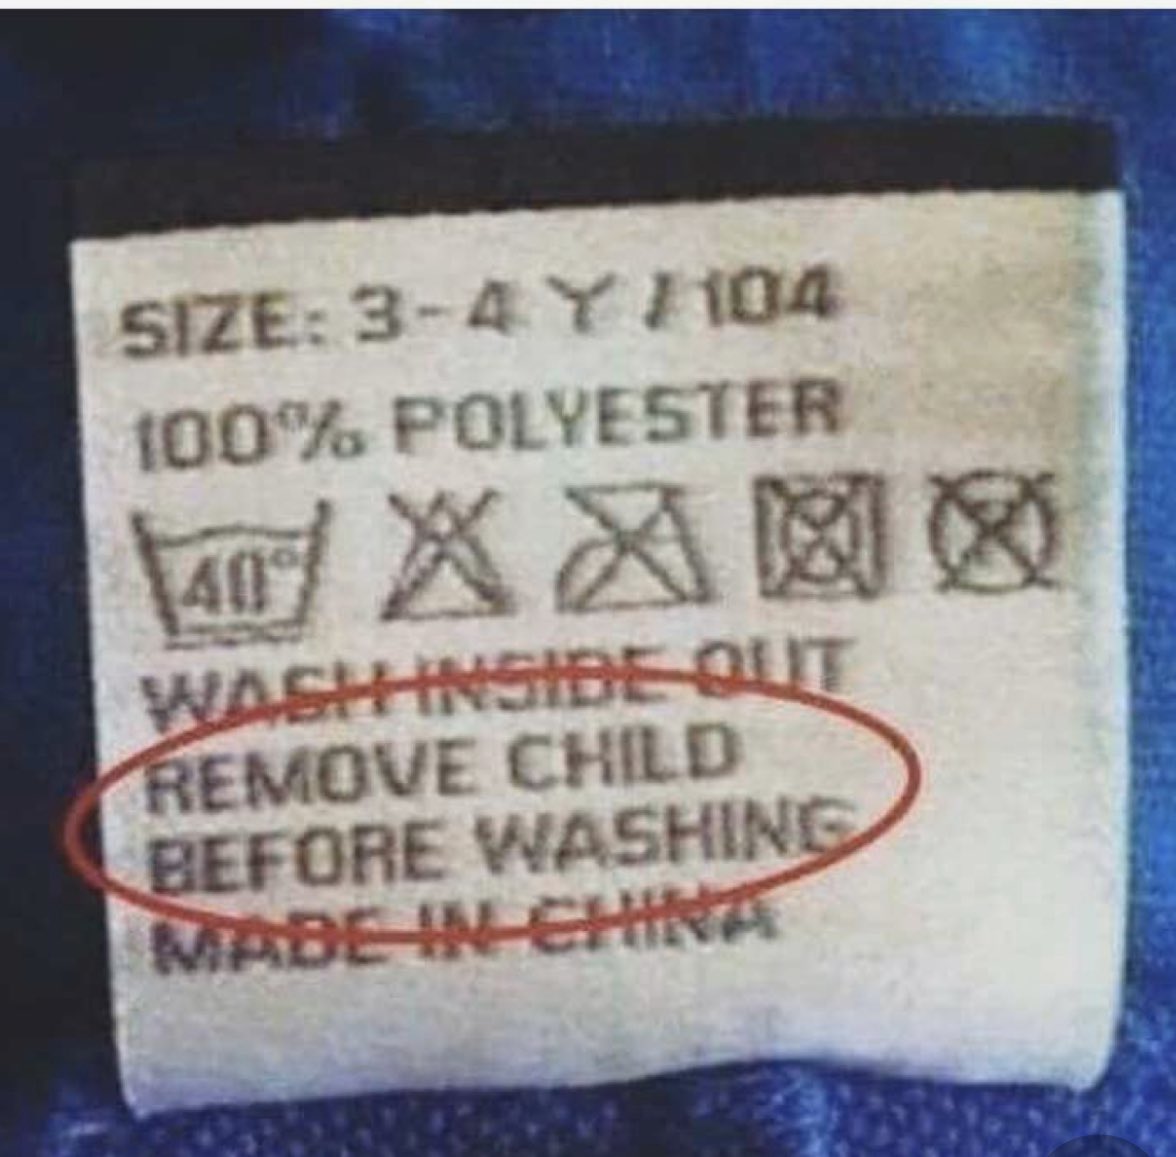 SIZE: 3-4 Y / 104
100% POLYESTER
40°
WASH INSIDE OUT
REMOVE CHILD
BEFORE WASHING
MADE IN CHINA